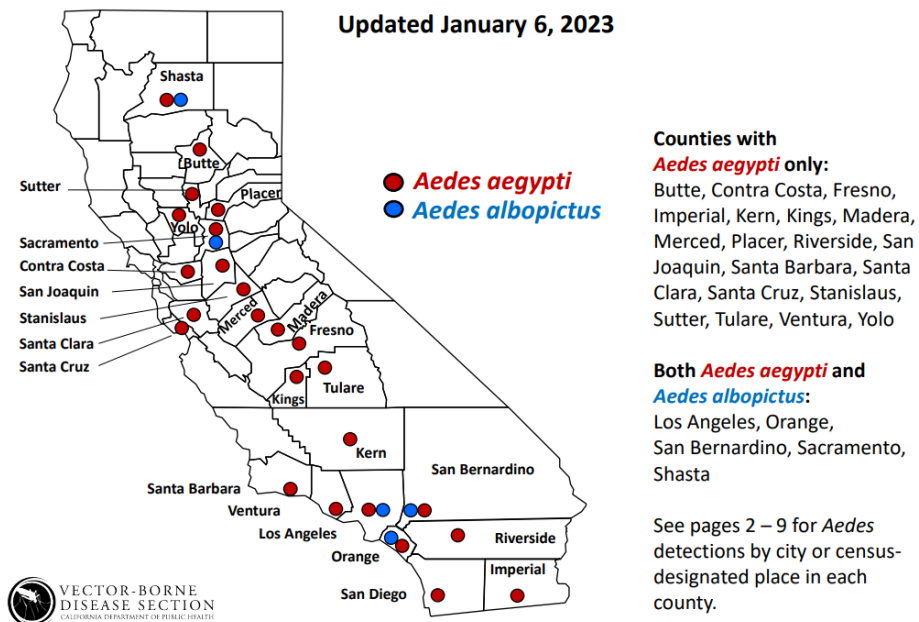 Updated January 6, 2023
Shasta
Butte
Sutter
Placer
Yolo
Sacramento
Contra Costa
San Joaquin
Stanislaus
Santa Clara
Santa Cruz
Merced
Madera
Fresno
Kings
Tulare
Kern
San Bernardino
Santa Barbara
Ventura
Los Angeles
Orange
Riverside
San Diego
Imperial
Aedes aegypti
Aedes albopictus
Counties with
Aedes aegypti only:
Butte, Contra Costa, Fresno,
Imperial, Kern, Kings, Madera,
Merced, Placer, Riverside, San
Joaquin, Santa Barbara, Santa
Clara, Santa Cruz, Stanislaus,
Sutter, Tulare, Ventura, Yolo
Both Aedes aegypti and
Aedes albopictus:
Los Angeles, Orange,
San Bernardino, Sacramento,
Shasta
See pages 2 – 9 for Aedes
detections by city or census-
designated place in each
county.
VECTOR-BORNE
DISEASE SECTION
CALIFORNIA DEPARTMENT OF PUBLIC HEALTH